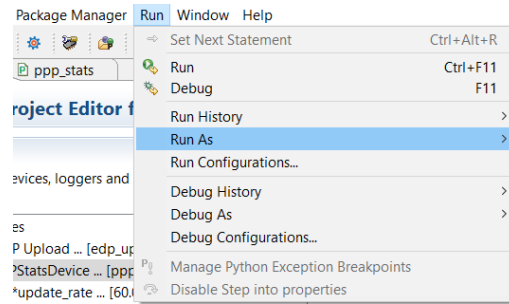 Package Manager Run Window Help
Set Next Statement Ctrl+Alt+R
ppp_stats
Run Ctrl+F11
Debug F11
roject Editor f
Run History
Run As
Run Configurations...
evices, loggers and
Debug History
Debug As
es
P Upload ... [edp_up
Debug Configurations...
PStatsDevice ... [ppp
Manage Python Exception Breakpoints
*update_rate ... [60.0
Disable Step into properties